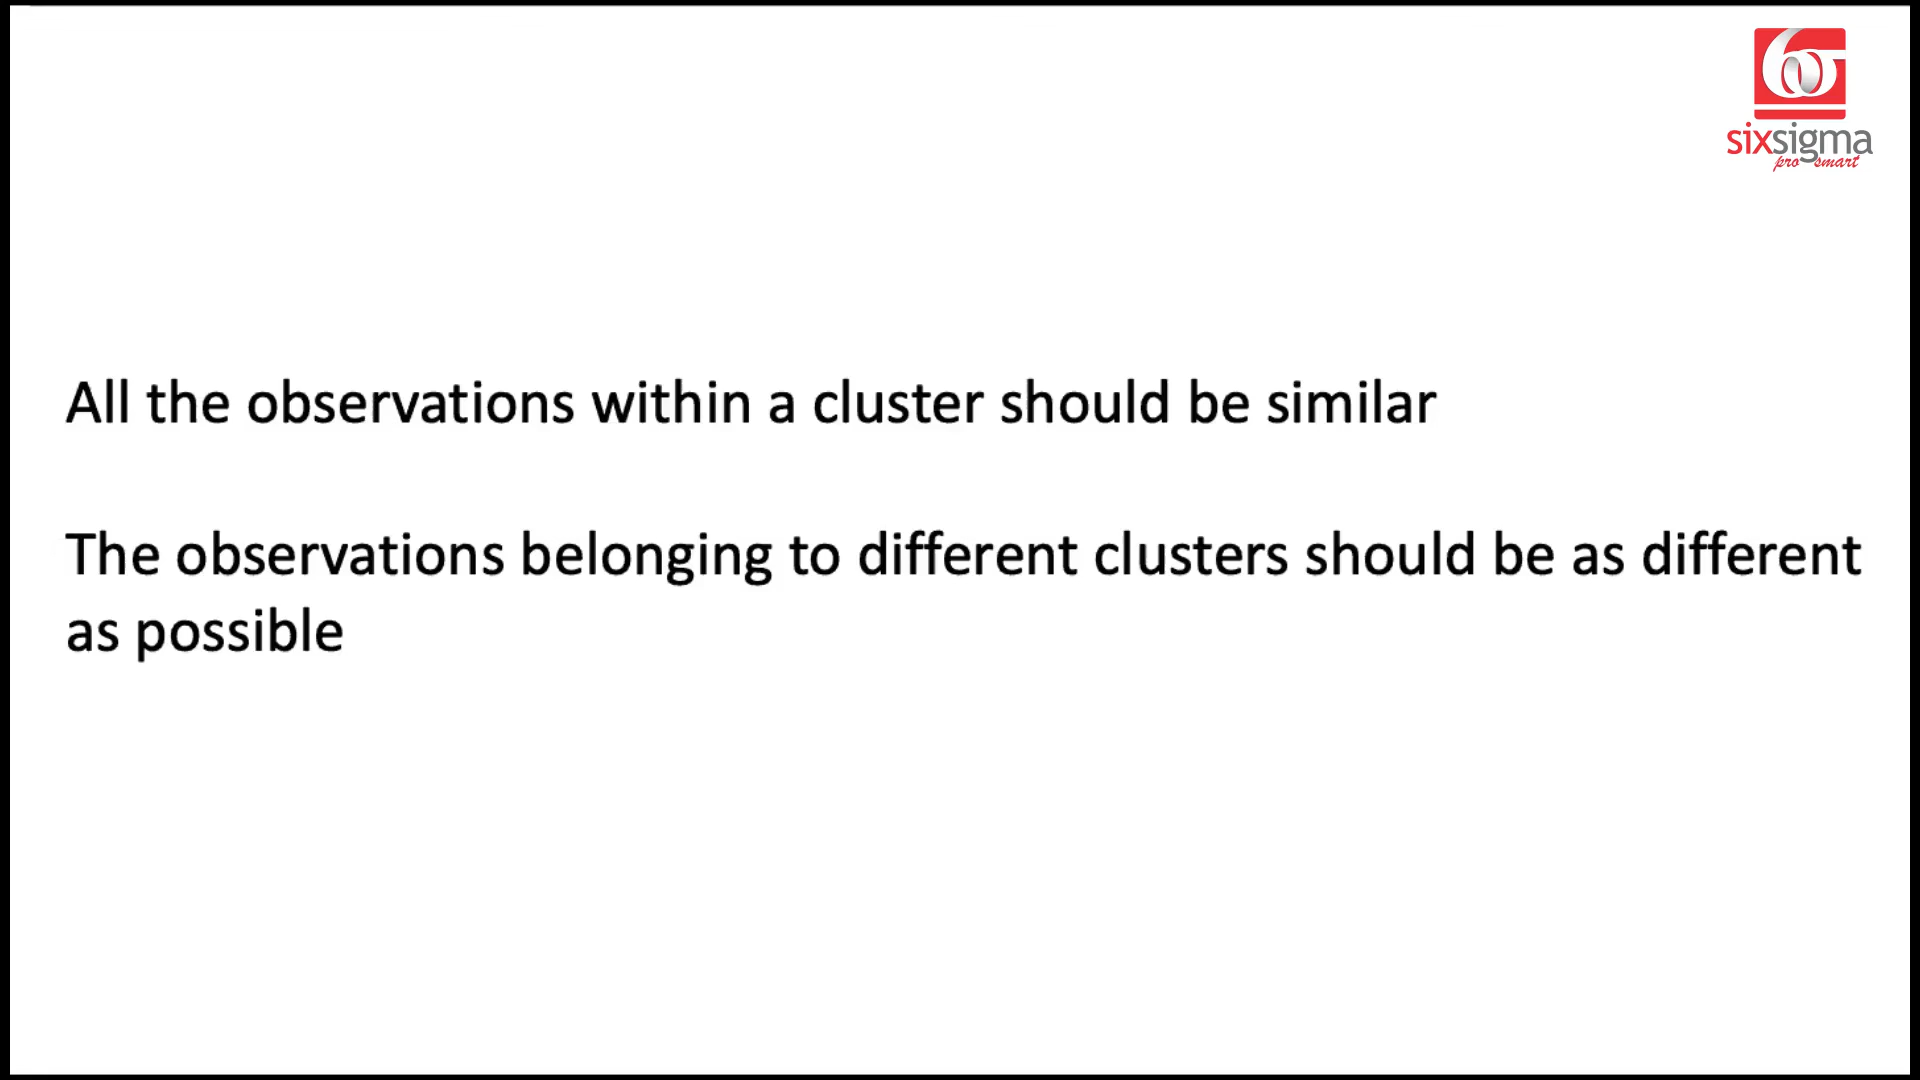 6σ
sixsigma
pro smart
All the observations within a cluster should be similar
The observations belonging to different clusters should be as different
as possible